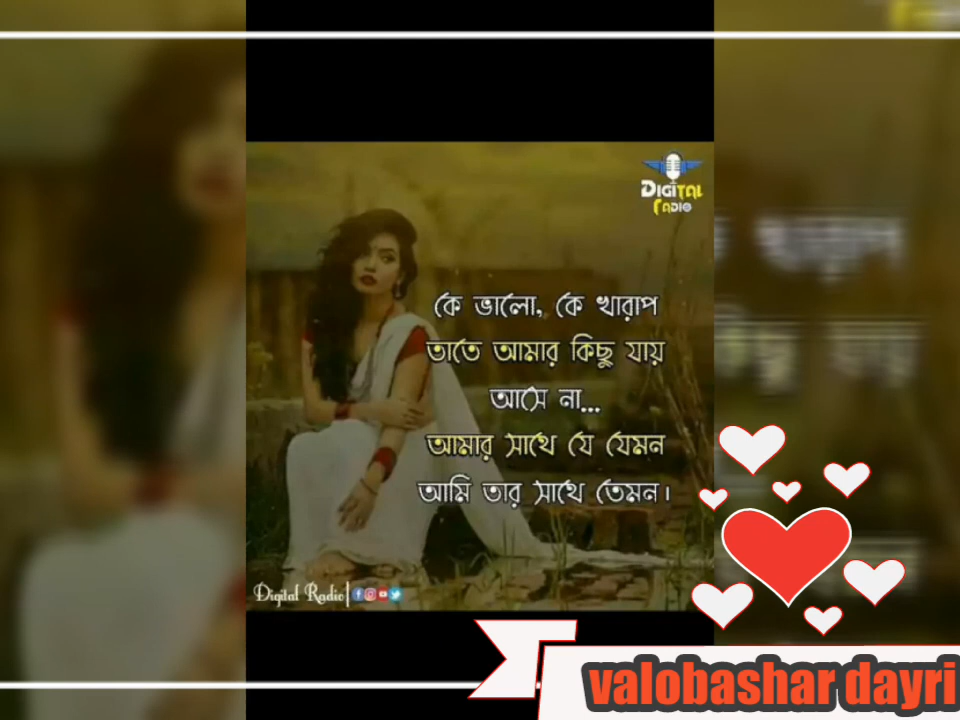 DIGITAL
RADIO
কে ভালো, কে খারাপ
তাতে আমার কিছু যায়
আসে না...
আমার সাথে যে যেমন
আমি তার সাথে তেমন।
Digital Radio|
valobashar dayri